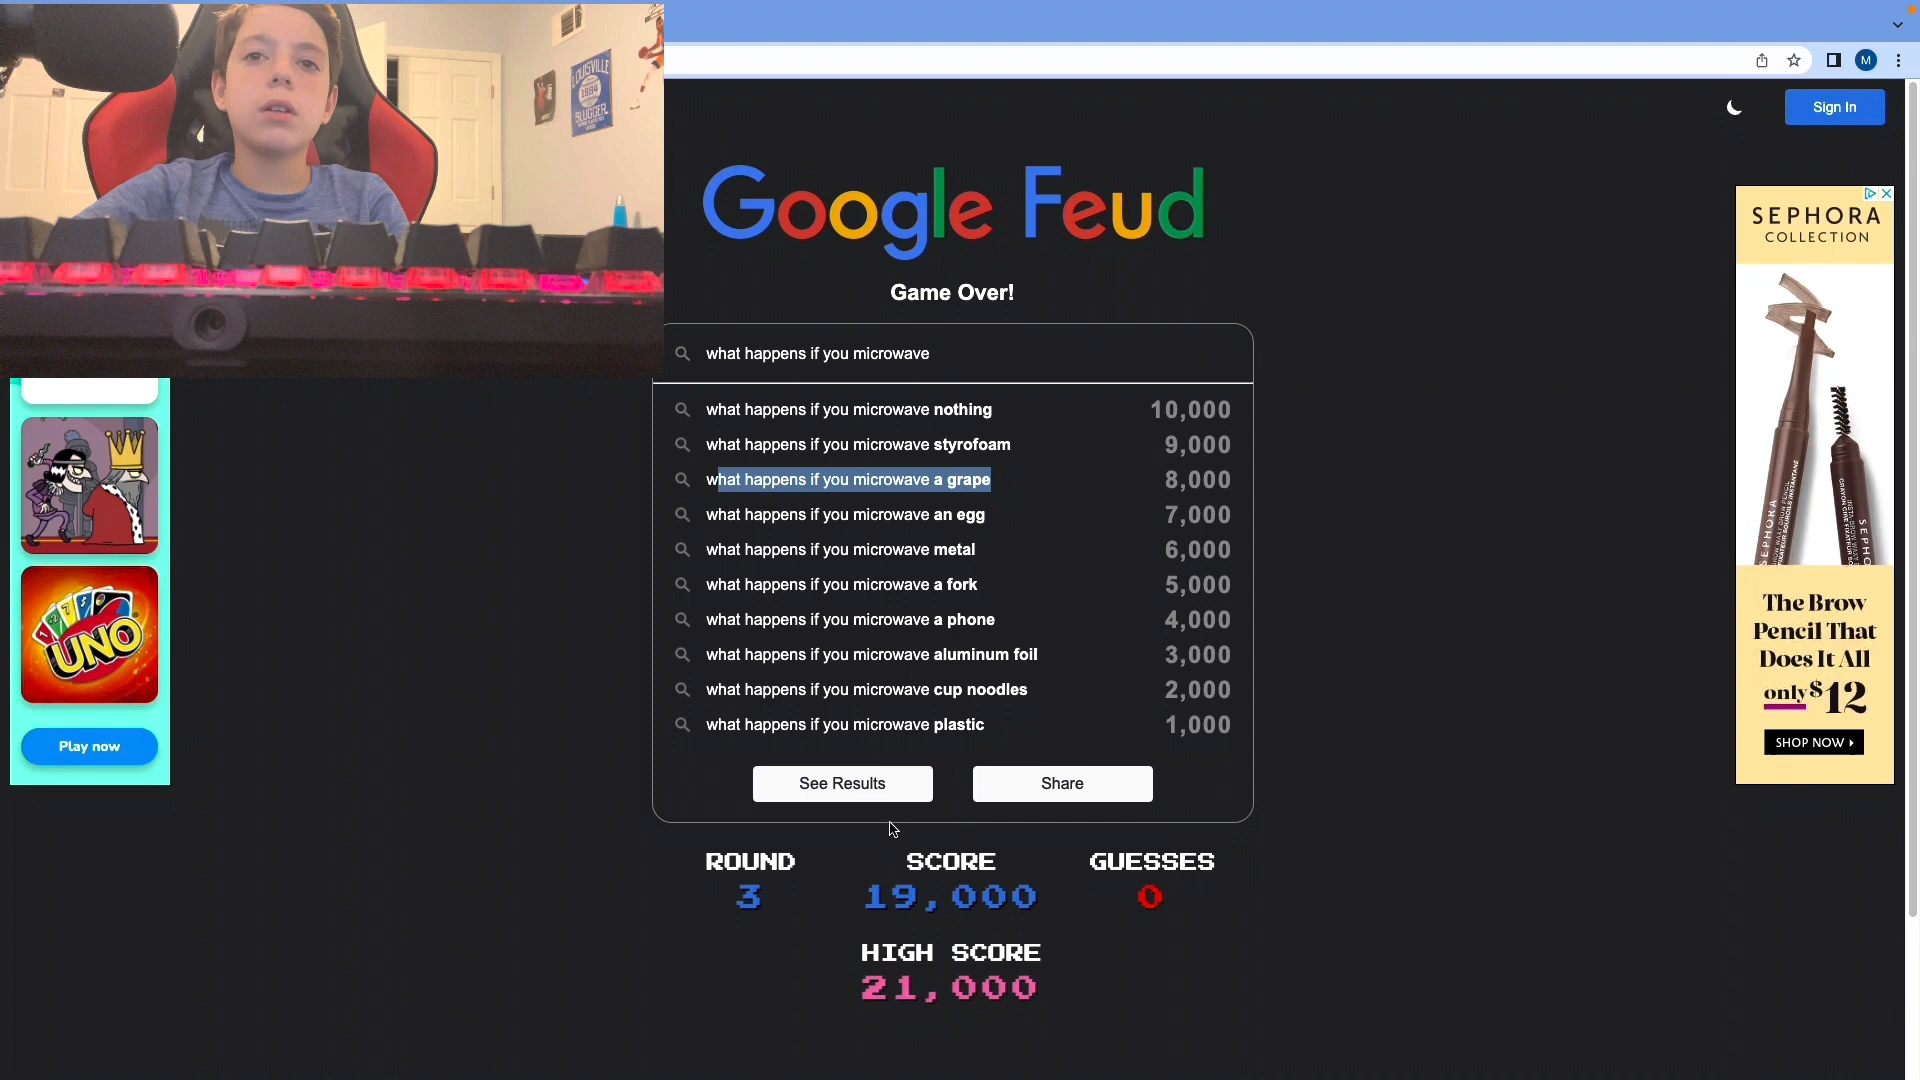 LOUISVILLE
1884
SLUGGER
M
Sign In
Google Feud
Game Over!
what happens if you microwave
what happens if you microwave nothing 10,000
what happens if you microwave styrofoam 9,000
what happens if you microwave a grape 8,000
what happens if you microwave an egg 7,000
what happens if you microwave metal 6,000
what happens if you microwave a fork 5,000
what happens if you microwave a phone 4,000
what happens if you microwave aluminum foil 3,000
what happens if you microwave cup noodles 2,000
what happens if you microwave plastic 1,000
See Results Share
ROUND SCORE GUESSES
3 19,000 0
HIGH SCORE
21,000
UNO
Play now
SEPHORA
COLLECTION
SEPHORA
SEPHO
The Brow
Pencil That
Does It All
only $12
SHOP NOW